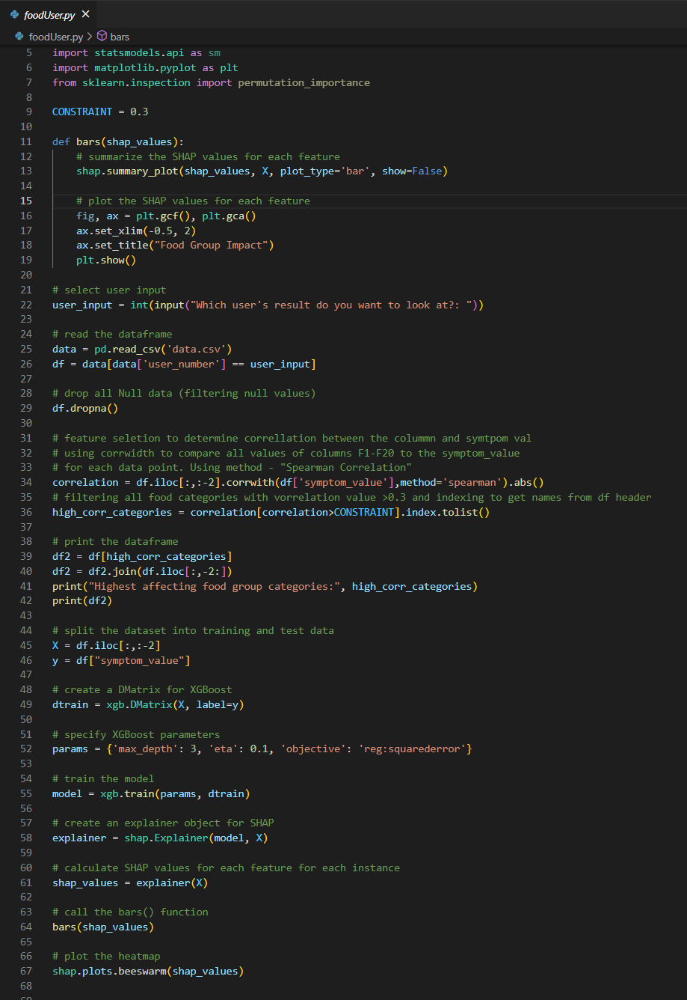 foodUser.py ×
foodUser.py > bars
5 import statsmodels.api as sm
6 import matplotlib.pyplot as plt
7 from sklearn.inspection import permutation_importance
8
9 CONSTRAINT = 0.3
10
11 def bars(shap_values):
12     # summarize the SHAP values for each feature
13     shap.summary_plot(shap_values, X, plot_type='bar', show=False)
14
15     # plot the SHAP values for each feature
16     fig, ax = plt.gcf(), plt.gca()
17     ax.set_xlim(-0.5, 2)
18     ax.set_title("Food Group Impact")
19     plt.show()
20
21 # select user input
22 user_input = int(input("Which user's result do you want to look at?: "))
23
24 # read the dataframe
25 data = pd.read_csv('data.csv')
26 df = data[data['user_number'] == user_input]
27
28 # drop all Null data (filtering null values)
29 df.dropna()
30
31 # feature seletion to determine correllation between the colummn and symtpom val
32 # using corrwidth to compare all values of columns F1-F20 to the symptom_value
33 # for each data point. Using method - "Spearman Correlation"
34 correlation = df.iloc[:,:-2].corrwith(df['symptom_value'],method='spearman').abs()
35 # filtering all food categories with vorrelation value >0.3 and indexing to get names from df header
36 high_corr_categories = correlation[correlation>CONSTRAINT].index.tolist()
37
38 # print the dataframe
39 df2 = df[high_corr_categories]
40 df2 = df2.join(df.iloc[:,-2:])
41 print("Highest affecting food group categories:", high_corr_categories)
42 print(df2)
43
44 # split the dataset into training and test data
45 X = df.iloc[:,:-2]
46 y = df["symptom_value"]
47
48 # create a DMatrix for XGBoost
49 dtrain = xgb.DMatrix(X, label=y)
50
51 # specify XGBoost parameters
52 params = {'max_depth': 3, 'eta': 0.1, 'objective': 'reg:squarederror'}
53
54 # train the model
55 model = xgb.train(params, dtrain)
56
57 # create an explainer object for SHAP
58 explainer = shap.Explainer(model, X)
59
60 # calculate SHAP values for each feature for each instance
61 shap_values = explainer(X)
62
63 # call the bars() function
64 bars(shap_values)
65
66 # plot the heatmap
67 shap.plots.beeswarm(shap_values)
68